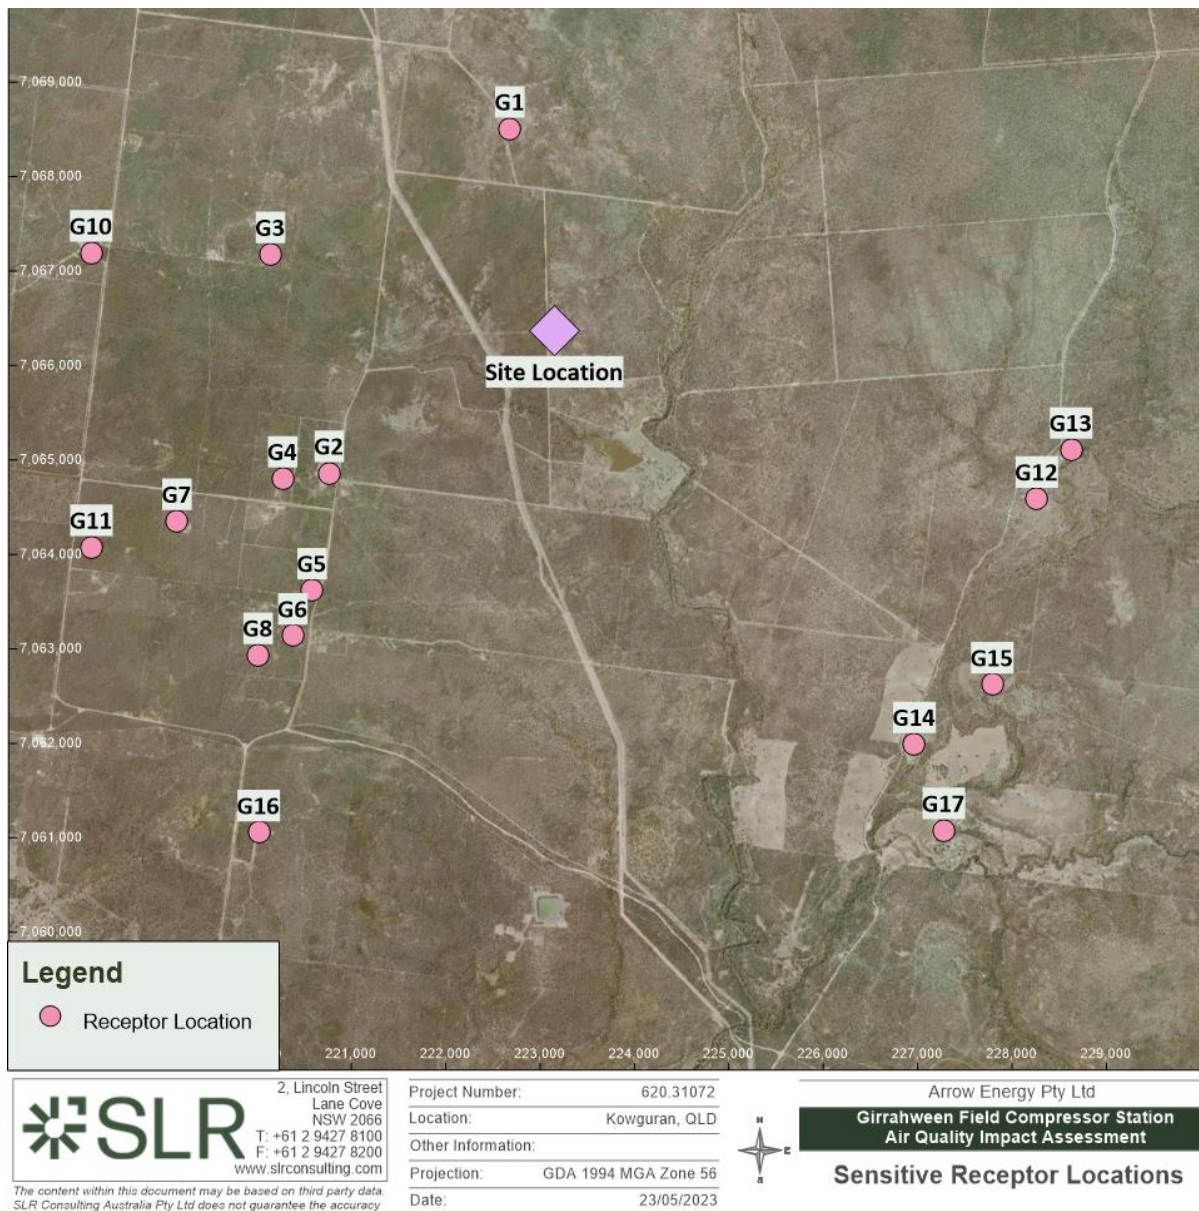 7,069,000
G1
7,068,000
G10
G3
7,067,000
7,066,000
Site Location
G13
G4
G2
7,065,000
G12
G7
G11
7,064,000
G5
G6
G8
7,063,000
G15
G14
7,062,000
G16
G17
7,061,000
7,060,000
Legend
Receptor Location
221,000
222,000
223,000
224,000
225,000
226,000
227,000
228,000
229,000
SLR
2, Lincoln Street
Lane Cove
NSW 2066
T: +61 2 9427 8100
F: +61 2 9427 8200
www.slrconsulting.com
The content within this document may be based on third party data.
SLR Consulting Australia Pty Ltd does not guarantee the accuracy
Project Number: 620.31072
Location: Kowguran, QLD
Other Information:
Projection: GDA 1994 MGA Zone 56
Date: 23/05/2023
N
E
S
Arrow Energy Pty Ltd
Girrahween Field Compressor Station
Air Quality Impact Assessment
Sensitive Receptor Locations